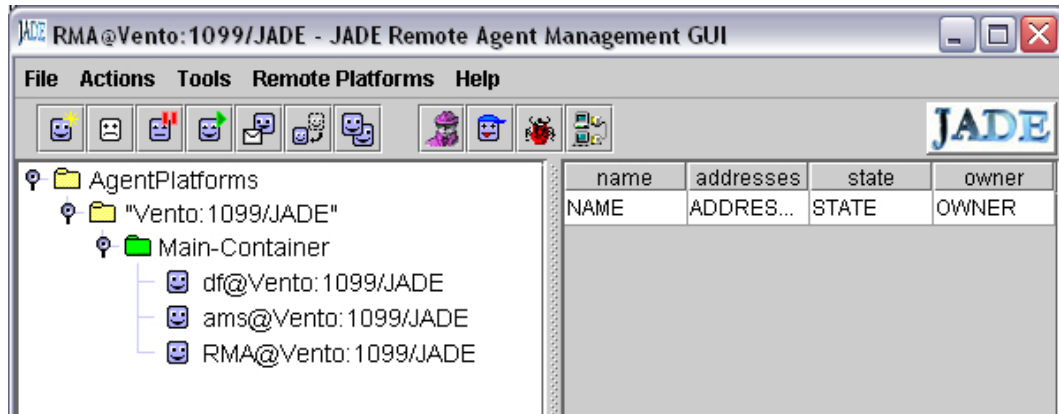 JADE RMA@Vento:1099/JADE - JADE Remote Agent Management GUI
File Actions Tools Remote Platforms Help
JADE
AgentPlatforms
"Vento:1099/JADE"
Main-Container
df@Vento:1099/JADE
ams@Vento:1099/JADE
RMA@Vento:1099/JADE
name addresses state owner
NAME ADDRES... STATE OWNER